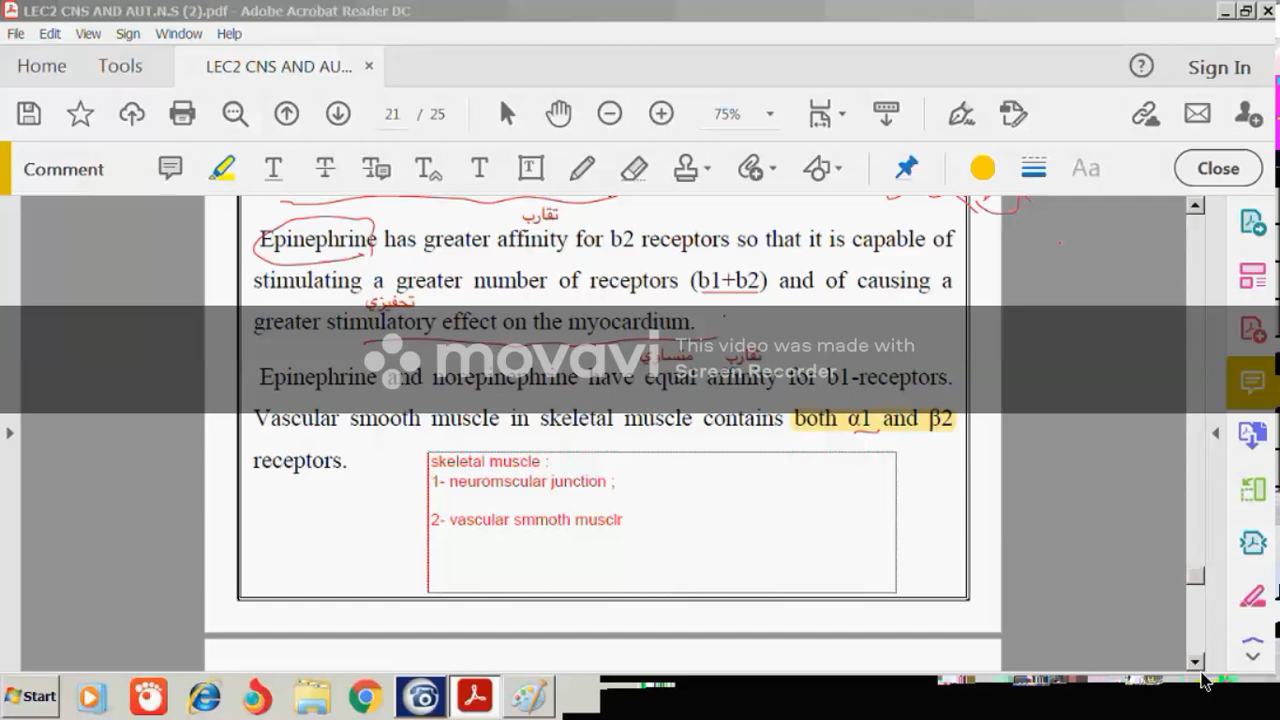 LEC2 CNS AND AUT.N.S (2).pdf - Adobe Acrobat Reader DC
File Edit View Sign Window Help
Home Tools LEC2 CNS AND AU... × Sign In
21 / 25 75%
Comment Close
تقارب
Epinephrine has greater affinity for b2 receptors so that it is capable of
stimulating a greater number of receptors (b1+b2) and of causing a
تحفيزي
greater stimulatory effect on the myocardium.
movavi
This video was made with
Screen Recorder
متساوي تقارب
Epinephrine and norepinephrine have equal affinity for b1-receptors.
Vascular smooth muscle in skeletal muscle contains both α1 and β2
receptors.
skeletal muscle :
1- neuromscular junction ;
2- vascular smmoth musclr
Start